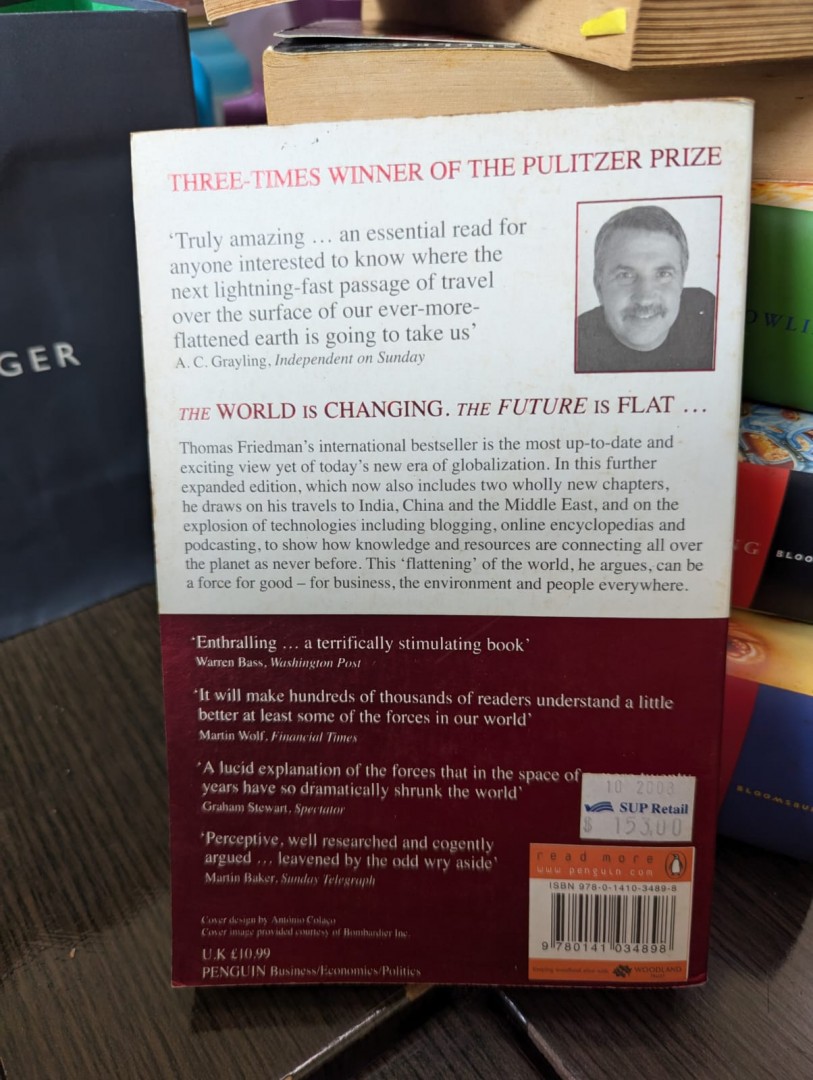 THREE-TIMES WINNER OF THE PULITZER PRIZE
'Truly amazing … an essential read for
anyone interested to know where the
next lightning-fast passage of travel
over the surface of our ever-more-
flattened earth is going to take us'
A. C. Grayling, Independent on Sunday
THE WORLD IS CHANGING. THE FUTURE IS FLAT …
Thomas Friedman's international bestseller is the most up-to-date and
exciting view yet of today's new era of globalization. In this further
expanded edition, which now also includes two wholly new chapters,
he draws on his travels to India, China and the Middle East, and on the
explosion of technologies including blogging, online encyclopedias and
podcasting, to show how knowledge and resources are connecting all over
the planet as never before. This 'flattening' of the world, he argues, can be
a force for good – for business, the environment and people everywhere.
'Enthralling … a terrifically stimulating book'
Warren Bass, Washington Post
'It will make hundreds of thousands of readers understand a little
better at least some of the forces in our world'
Martin Wolf, Financial Times
'A lucid explanation of the forces that in the space of
years have so dramatically shrunk the world'
Graham Stewart, Spectator
'Perceptive, well researched and cogently
argued … leavened by the odd wry aside'
Martin Baker, Sunday Telegraph
Cover design by António Colaço
Cover image provided courtesy of Bombardier Inc.
U.K £10.99
PENGUIN Business/Economics/Politics
10 2008
SUP Retail
$ 153.00
read more
www penguin com
ISBN 978-0-1410-3489-8
9 780141 034898
WOODLAND
GER
OWLI
NG
BLOO
BLOOMSBU